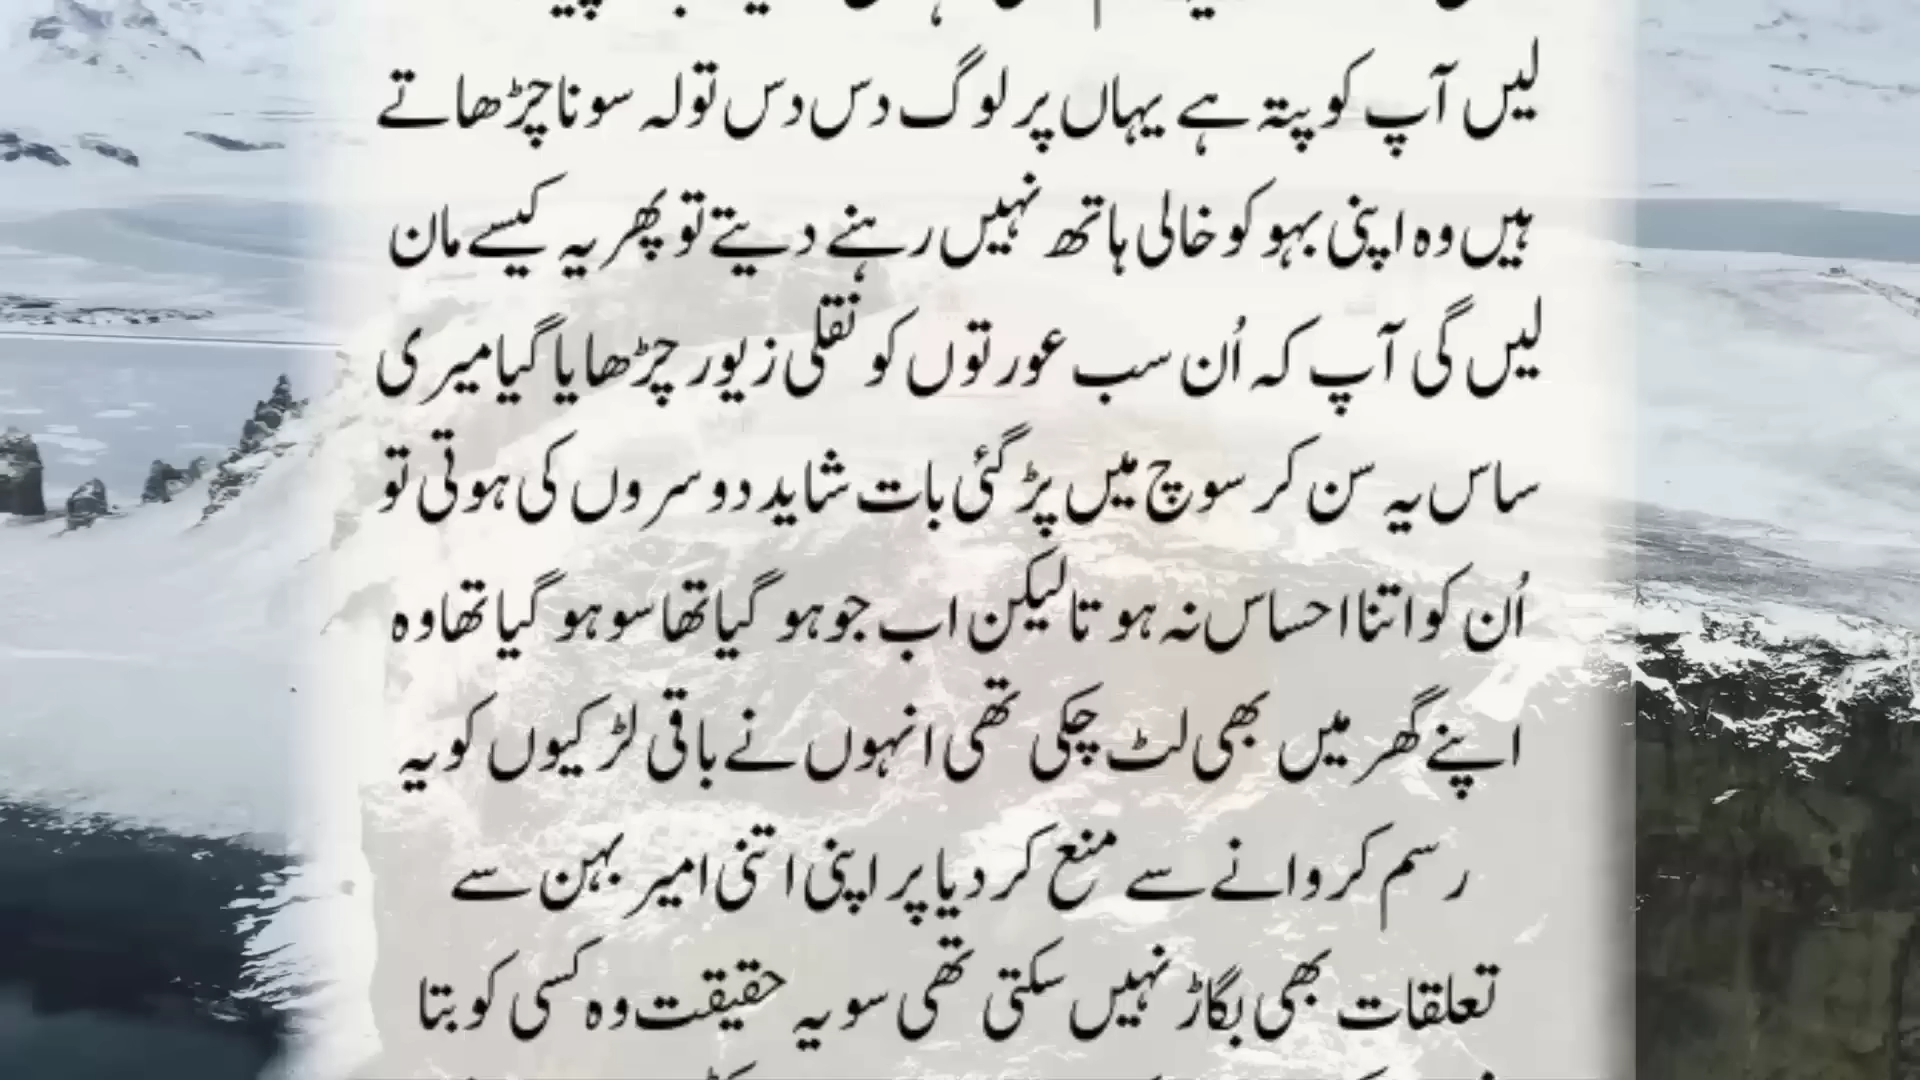 لیں آپ کو پتہ ہے یہاں پر لوگ دس دس تولہ سونا چڑھاتے
ہیں وہ اپنی بہو کو خالی ہاتھ نہیں رہنے دیتے تو پھر یہ کیسے مان
لیں گی آپ کہ اُن سب عورتوں کو نقلی زیور چڑھایا گیا میری
ساس یہ سن کر سوچ میں پڑ گئی بات شاید دوسروں کی ہوتی تو
اُن کو اتنا احساس نہ ہوتا لیکن اب جو ہو گیا تھا سو ہو گیا تھا وہ
اپنے گھر میں بھی لٹ چکی تھی انہوں نے باقی لڑکیوں کو یہ
رسم کروانے سے منع کر دیا پر اپنی اتنی امیر بہن سے
تعلقات بھی بگاڑ نہیں سکتی تھی سو یہ حقیقت وہ کسی کو بتا